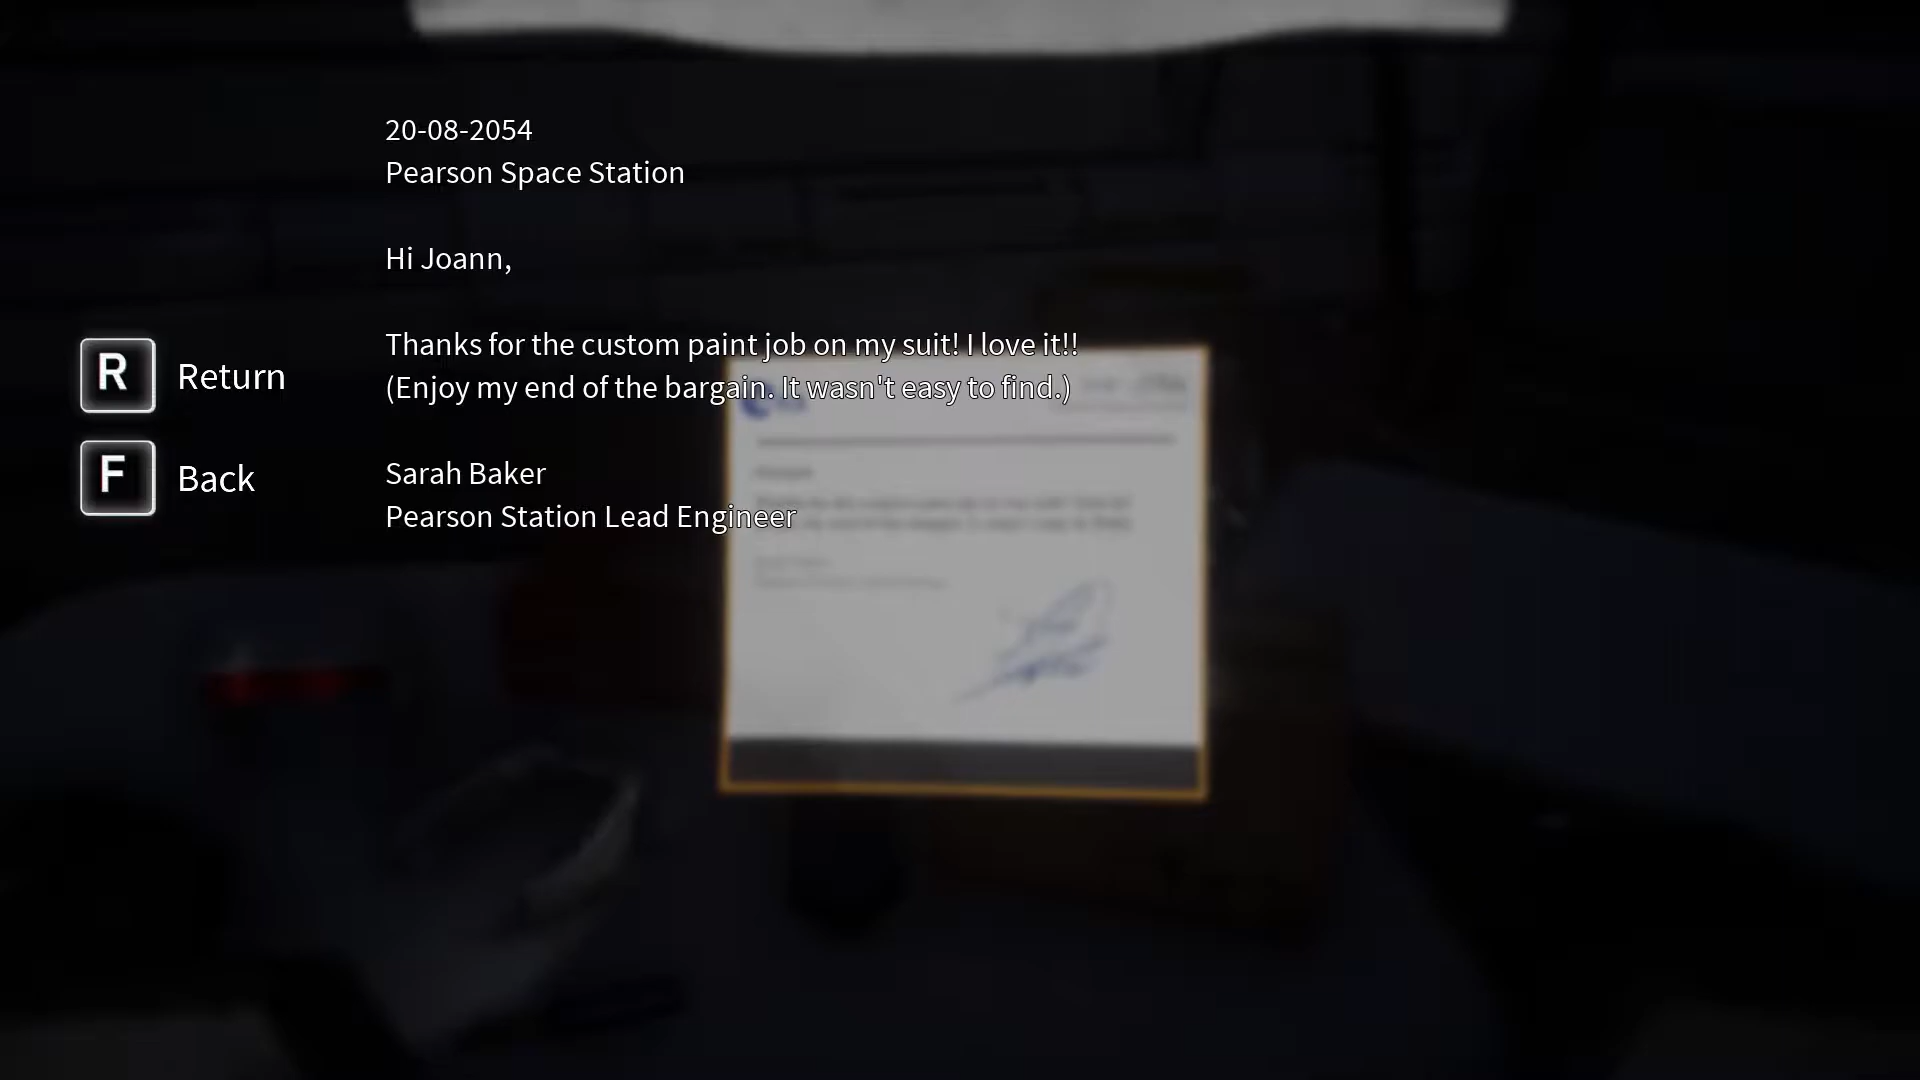 20-08-2054
Pearson Space Station
Hi Joann,
Thanks for the custom paint job on my suit! I love it!!
(Enjoy my end of the bargain. It wasn't easy to find.)
R Return
F Back
Sarah Baker
Pearson Station Lead Engineer